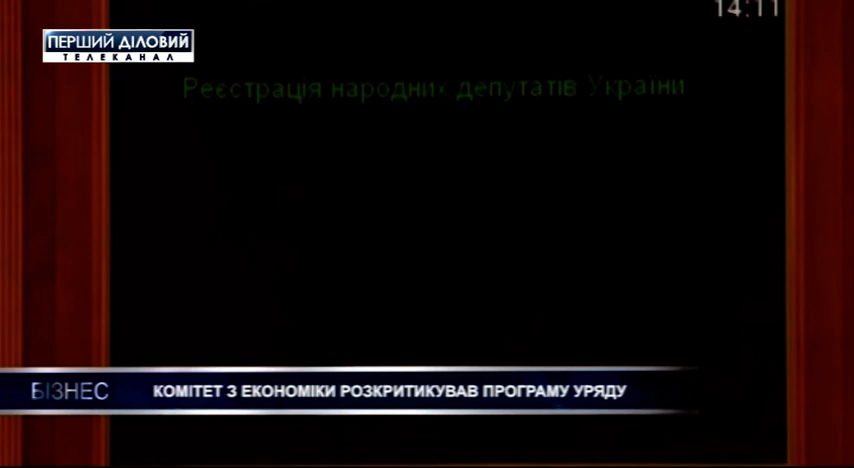 14:11
ПЕРШИЙ ДІЛОВИЙ
ТЕЛЕКАНАЛ
Реєстрація народних депутатів України
БІЗНЕС
КОМІТЕТ З ЕКОНОМІКИ РОЗКРИТИКУВАВ ПРОГРАМУ УРЯДУ